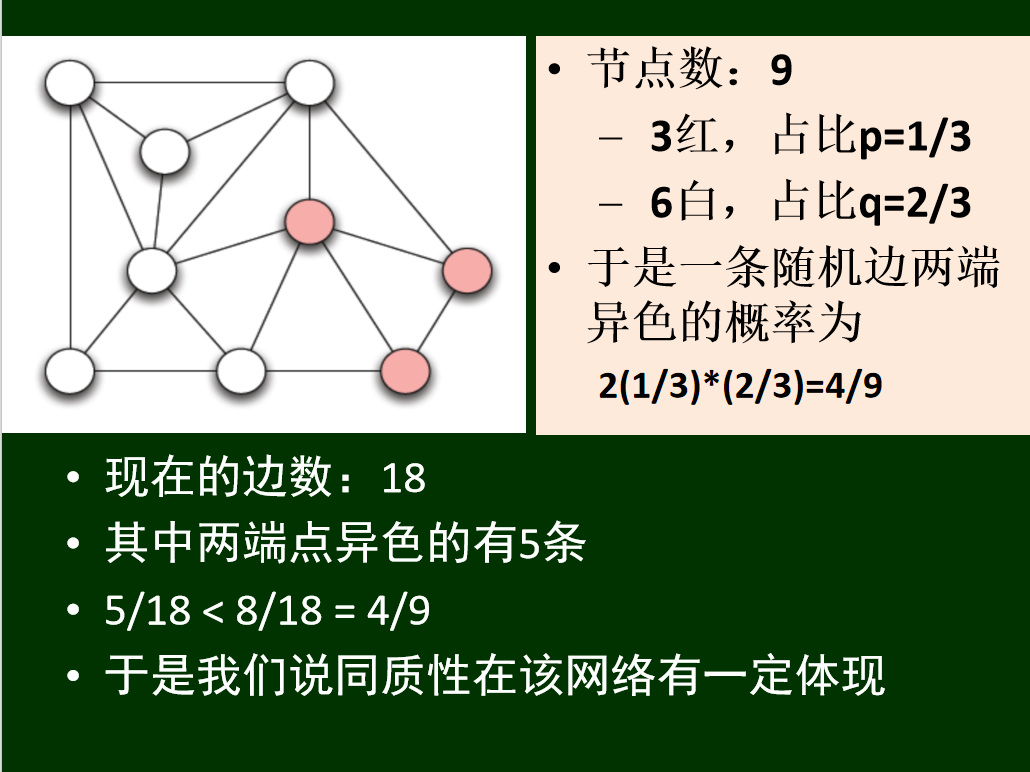 • 节点数：9
– 3红，占比p=1/3
– 6白，占比q=2/3
• 于是一条随机边两端
异色的概率为
2(1/3)*(2/3)=4/9
• 现在的边数：18
• 其中两端点异色的有5条
• 5/18 < 8/18 = 4/9
• 于是我们说同质性在该网络有一定体现